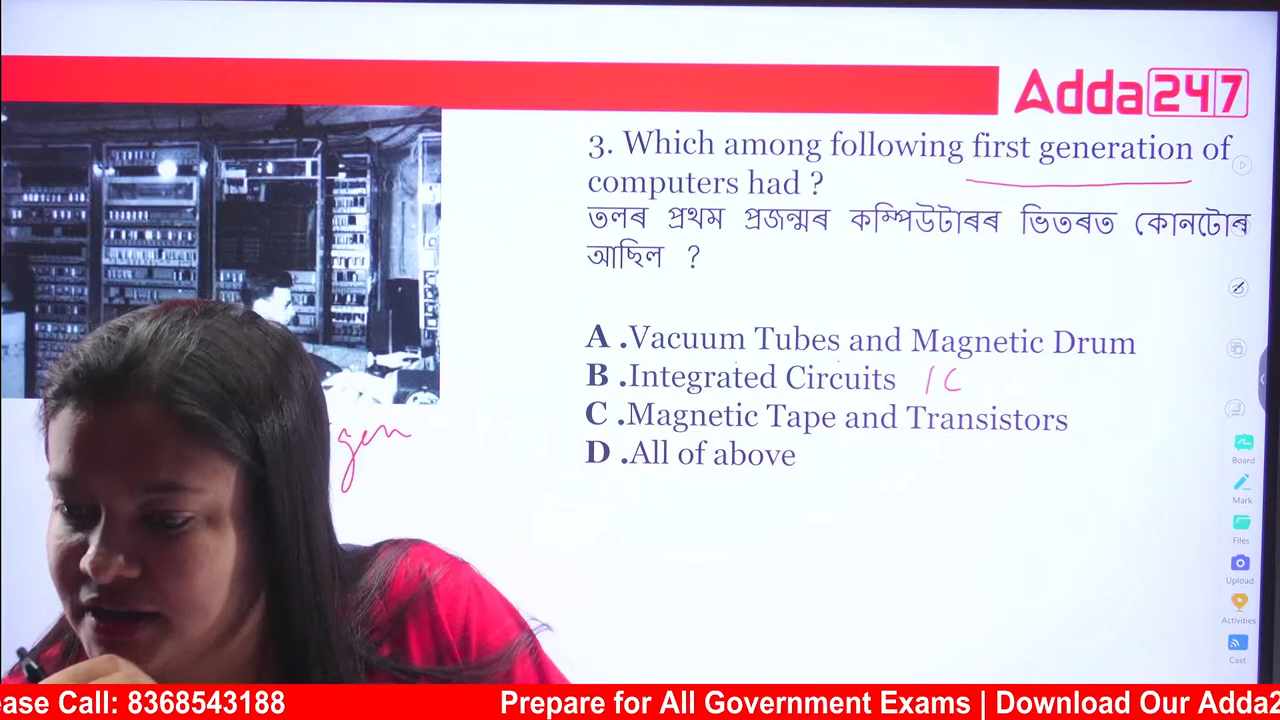 Adda247
3. Which among following first generation of
computers had ?
তলৰ প্ৰথম প্ৰজন্মৰ কম্পিউটাৰৰ ভিতৰত কোনটোৰ
আছিল ?
A .Vacuum Tubes and Magnetic Drum
B .Integrated Circuits IC
C .Magnetic Tape and Transistors
D .All of above
gen
Board
Mark
Files
Upload
Activities
Cast
ease Call: 8368543188 Prepare for All Government Exams | Download Our Adda2